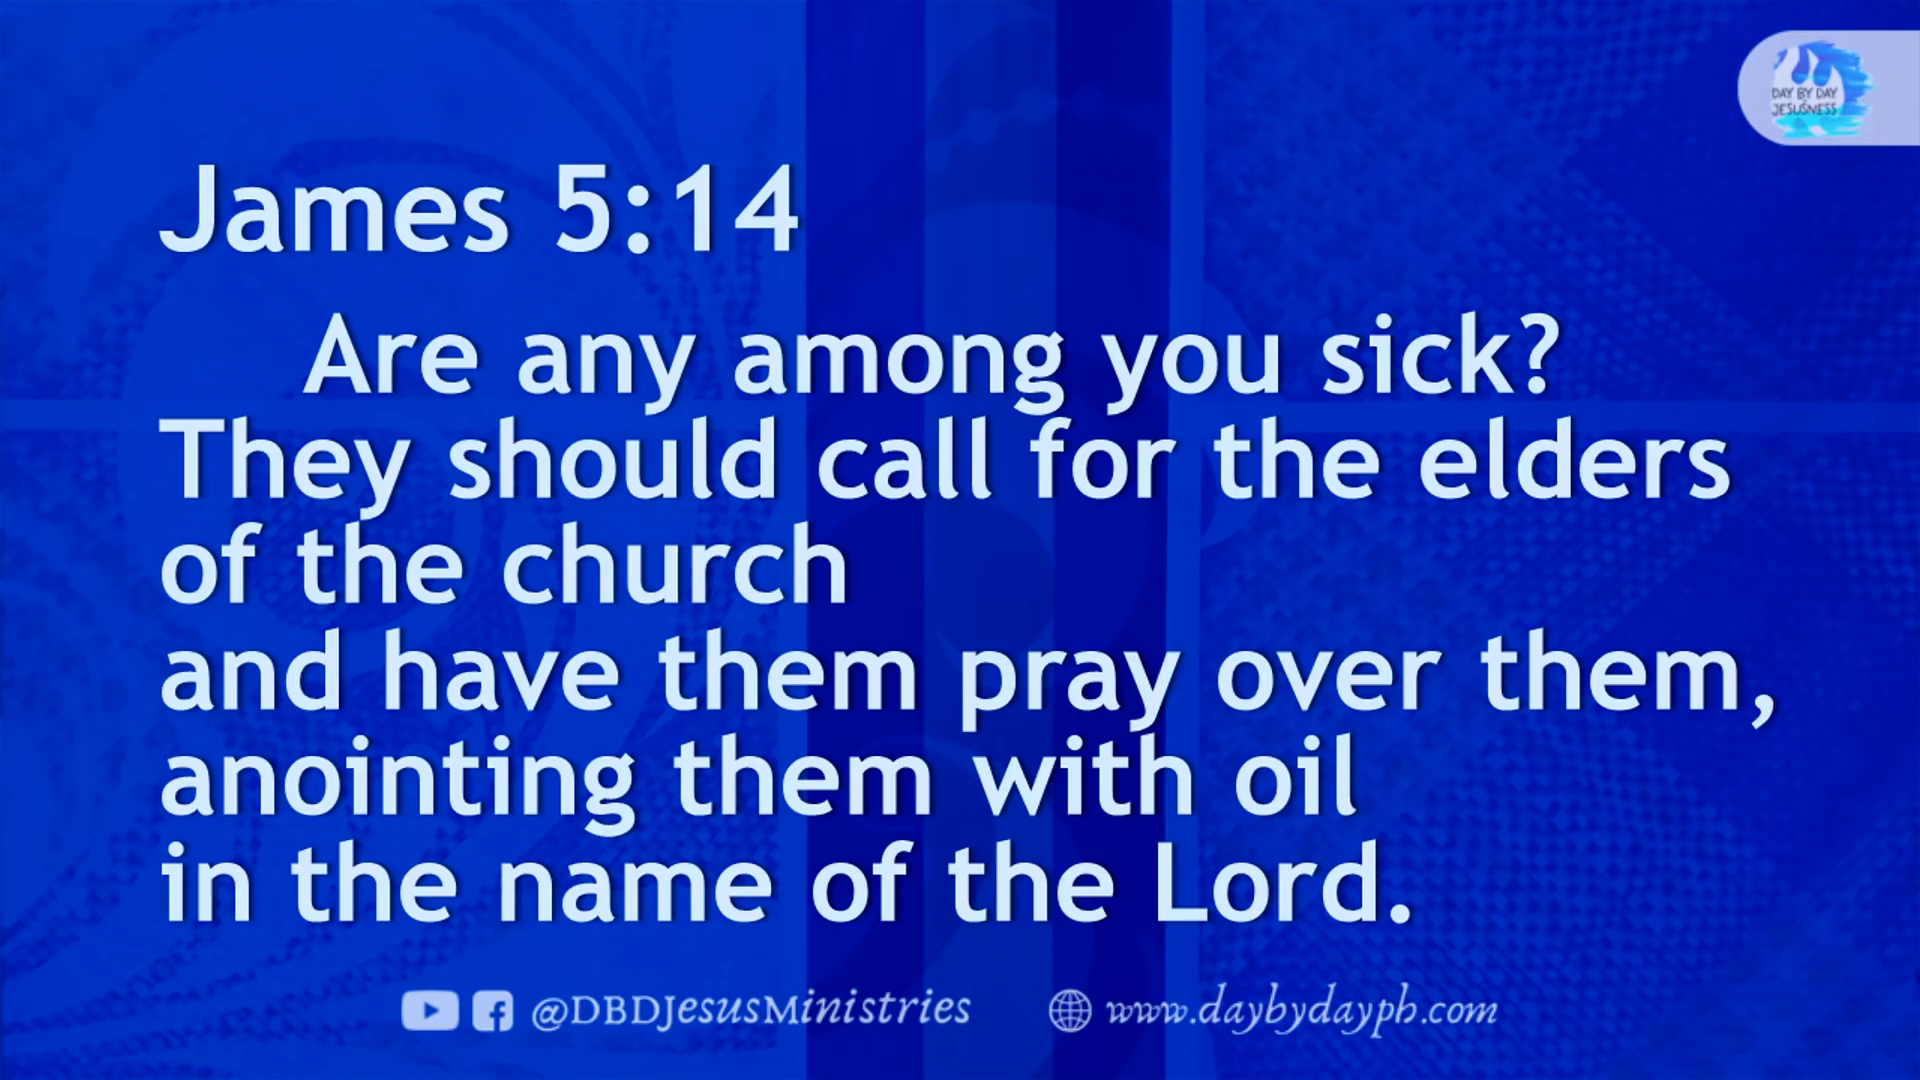 DAY BY DAY
JESUSNESS
James 5:14
Are any among you sick?
They should call for the elders
of the church
and have them pray over them,
anointing them with oil
in the name of the Lord.
@DBDJesusMinistries www.daybydayph.com